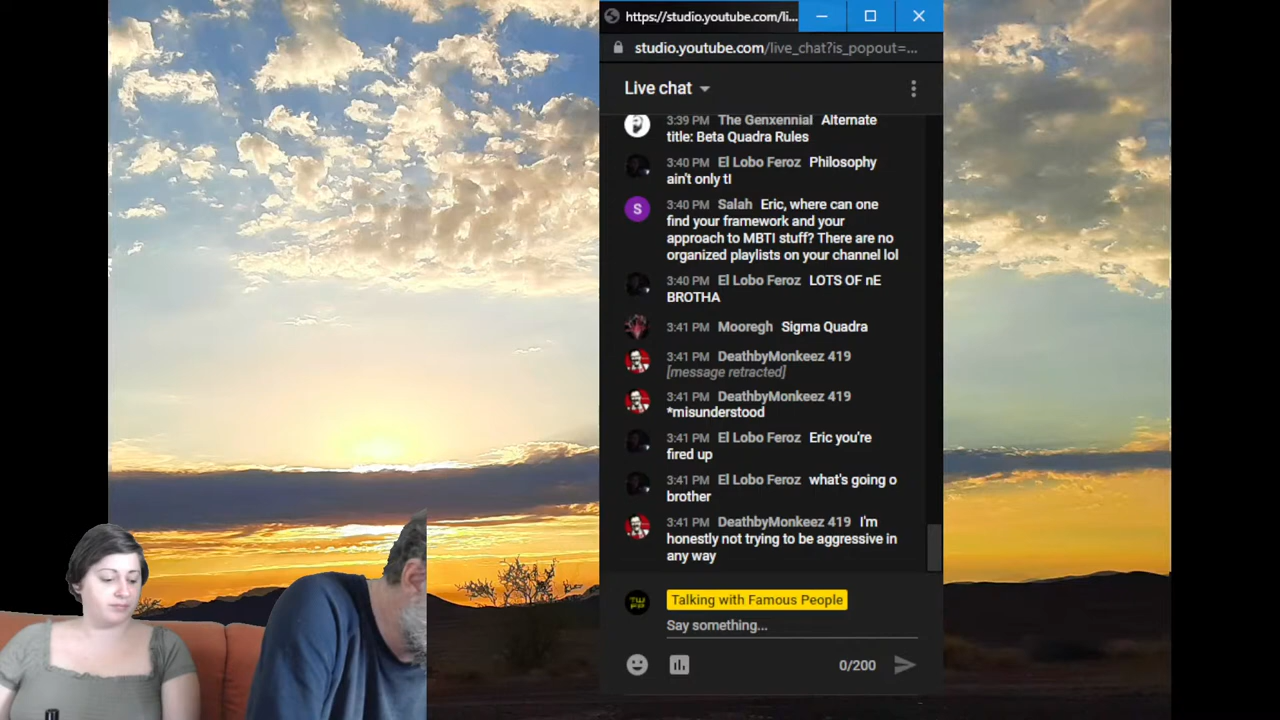 https://studio.youtube.com/li...
studio.youtube.com/live_chat?is_popout=...
Live chat
3:39 PM The Genxennial Alternate
title: Beta Quadra Rules
3:40 PM El Lobo Feroz Philosophy
ain't only tI
S
3:40 PM Salah Eric, where can one
find your framework and your
approach to MBTI stuff? There are no
organized playlists on your channel lol
3:40 PM El Lobo Feroz LOTS OF nE
BROTHA
3:41 PM Mooregh Sigma Quadra
3:41 PM DeathbyMonkeez 419
[message retracted]
3:41 PM DeathbyMonkeez 419
*misunderstood
3:41 PM El Lobo Feroz Eric you're
fired up
3:41 PM El Lobo Feroz what's going o
brother
3:41 PM DeathbyMonkeez 419 I'm
honestly not trying to be aggressive in
any way
Talking with Famous People
Say something...
0/200